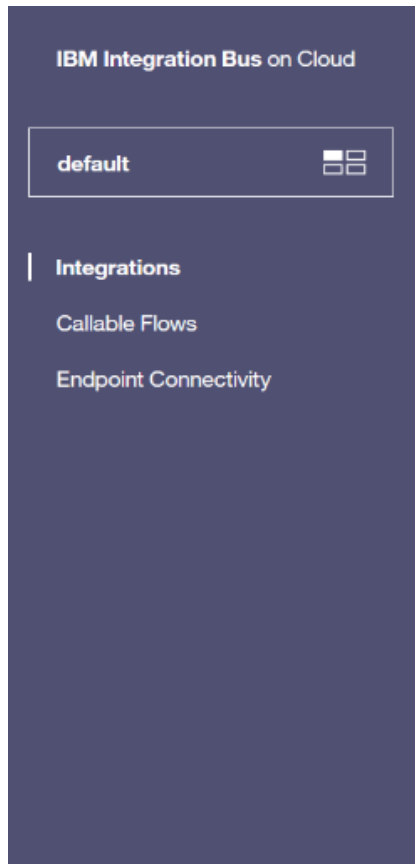 IBM Integration Bus on Cloud
default
Integrations
Callable Flows
Endpoint Connectivity